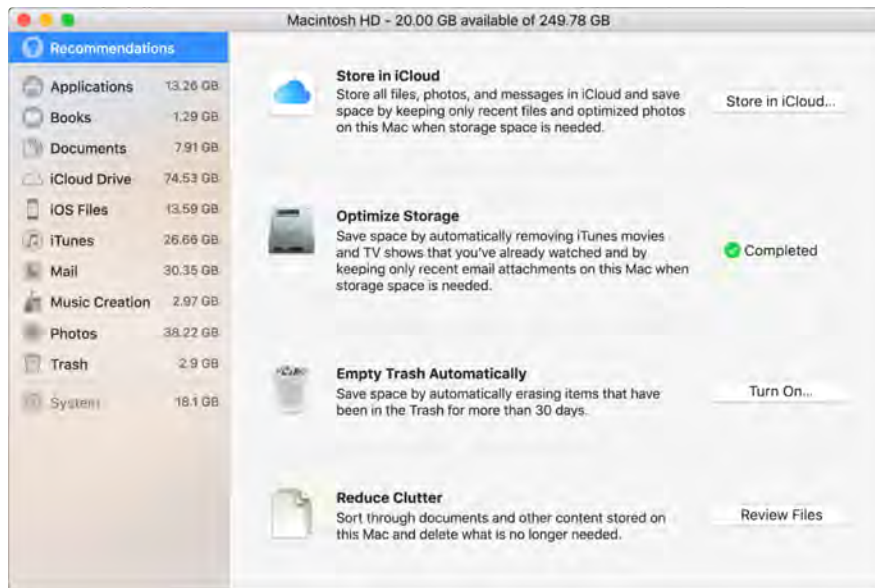 Macintosh HD - 20.00 GB available of 249.78 GB
Recommendations
Applications 13.26 GB
Books 1.29 GB
Documents 7.91 GB
iCloud Drive 74.53 GB
iOS Files 13.59 GB
iTunes 26.66 GB
Mail 30.35 GB
Music Creation 2.97 GB
Photos 38.22 GB
Trash 2.9 GB
System 18.1 GB
Store in iCloud
Store all files, photos, and messages in iCloud and save
space by keeping only recent files and optimized photos
on this Mac when storage space is needed.
Store in iCloud...
Optimize Storage
Save space by automatically removing iTunes movies
and TV shows that you've already watched and by
keeping only recent email attachments on this Mac when
storage space is needed.
Completed
Empty Trash Automatically
Save space by automatically erasing items that have
been in the Trash for more than 30 days.
Turn On...
Reduce Clutter
Sort through documents and other content stored on
this Mac and delete what is no longer needed.
Review Files